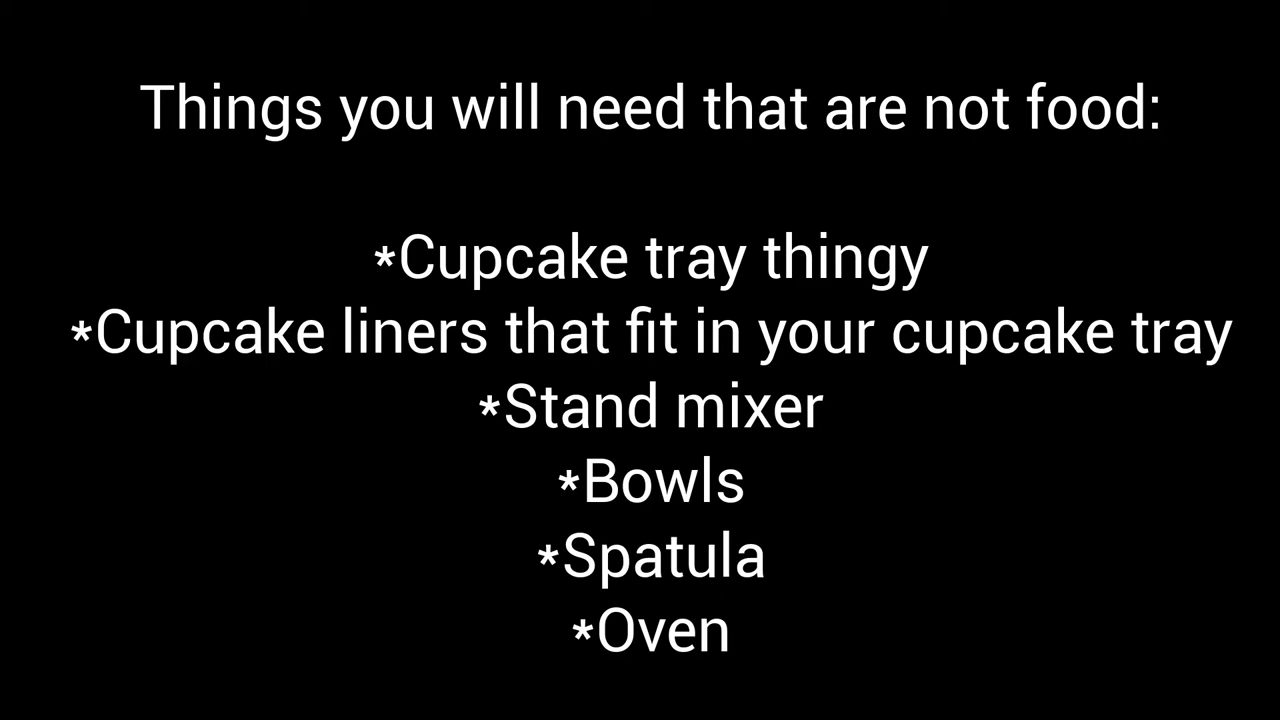 Things you will need that are not food:
*Cupcake tray thingy
*Cupcake liners that fit in your cupcake tray
*Stand mixer
*Bowls
*Spatula
*Oven